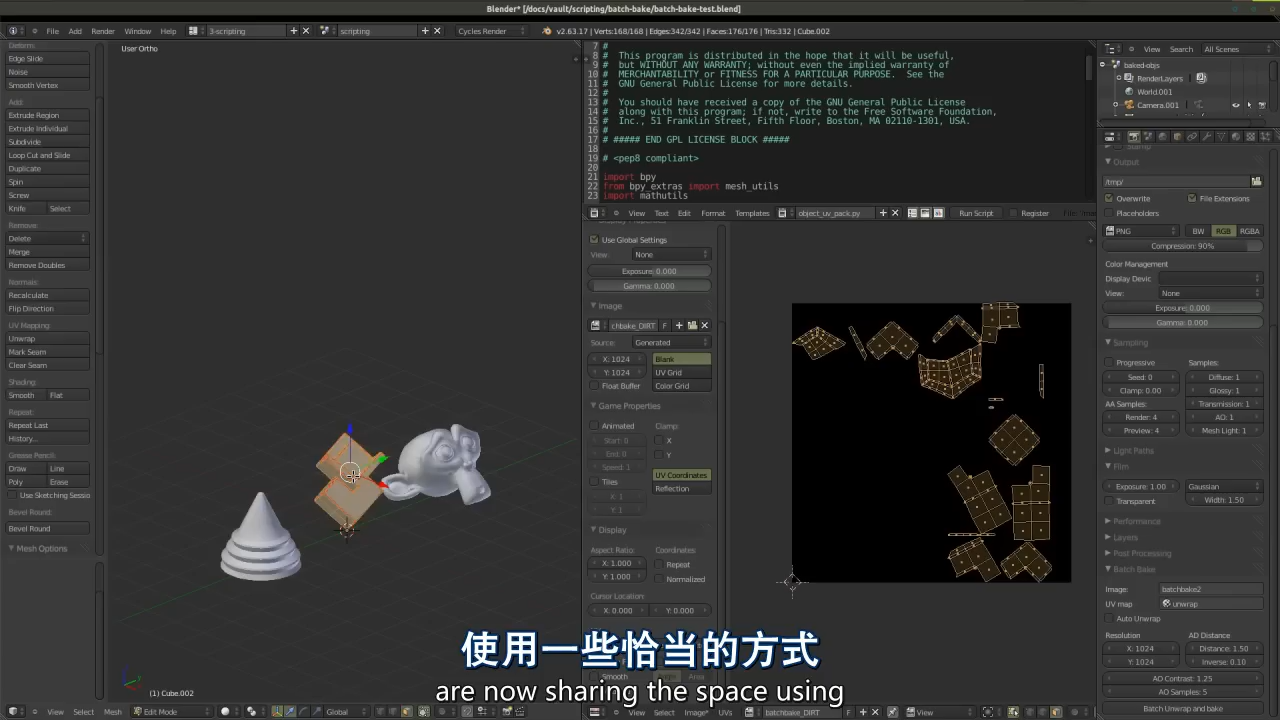 Blender* [/docs/vault/scripting/batch-bake/batch-bake-test.blend]
File Add Render Window Help 3-scripting scripting Cycles Render v2.63.17 | Verts:168/168 | Edges:342/342 | Faces:176/176 | Tris:332 | Cube.002
View Search All Scenes
User Ortho
Deform:
Edge Slide
Noise
Smooth Vertex
Add:
Extrude Region
Extrude Individual
Subdivide
Loop Cut and Slide
Duplicate
Spin
Screw
Knife Select
Remove:
Delete
Merge
Remove Doubles
Normals:
Recalculate
Flip Direction
UV Mapping:
Unwrap
Mark Seam
Clear Seam
Shading:
Smooth Flat
Repeat:
Repeat Last
History...
Grease Pencil:
Draw Line
Poly Erase
Use Sketching Sessio
Bevel Round:
Bevel Round
Mesh Options
(1) Cube.002
View Select Mesh Edit Mode Global
7 #
8 # This program is distributed in the hope that it will be useful,
9 # but WITHOUT ANY WARRANTY; without even the implied warranty of
10 # MERCHANTABILITY or FITNESS FOR A PARTICULAR PURPOSE. See the
11 # GNU General Public License for more details.
12 #
13 # You should have received a copy of the GNU General Public License
14 # along with this program; if not, write to the Free Software Foundation,
15 # Inc., 51 Franklin Street, Fifth Floor, Boston, MA 02110-1301, USA.
16 #
17 # ##### END GPL LICENSE BLOCK #####
18
19 # <pep8 compliant>
20
21 import bpy
22 from bpy_extras import mesh_utils
23 import mathutils
View Text Edit Format Templates object_uv_pack.py Run Script Register
Use Global Settings
View: None
Exposure: 0.000
Gamma: 0.000
Image
chbake_DIRT F
Source: Generated
X: 1024 Blank
Y: 1024 UV Grid
Float Buffer Color Grid
Game Properties
Animated Clamp:
Start: 0 X
End: 0 Y
Speed: 1 UV Coordinates
Tiles Reflection
X: 1
Y: 1
Display
Aspect Ratio: Coordinates:
X: 1.000 Repeat
Y: 1.000 Normalized
Cursor Location:
X: 0.000 Y: 0.000
Smooth Area
View Select Image* UVs batchbake_DIRT F View
baked-objs
RenderLayers
World.001
Camera.001
Stamp
Output
/tmp/
Overwrite File Extensions
Placeholders
PNG BW RGB RGBA
Compression: 90%
Color Management
Display Devic
View: None
Exposure: 0.000
Gamma: 0.000
Sampling
Progressive Samples:
Seed: 0 Diffuse: 1
Clamp: 0.00 Glossy: 1
AA Samples: Transmission: 1
Render: 4 AO: 1
Preview: 4 Mesh Light: 1
Light Paths
Film
Exposure: 1.00 Gaussian
Transparent Width: 1.50
Performance
Layers
Post Processing
Batch Bake
Image: batchbake2
UV map unwrap
Auto Unwrap
Resolution AD Distance
X: 1024 Distance: 1.50
Y: 1024 Inverse: 0.10
AO Contrast: 1.25
AO Samples: 5
Batch Unwrap and Bake
使用一些恰当的方式
are now sharing the space using